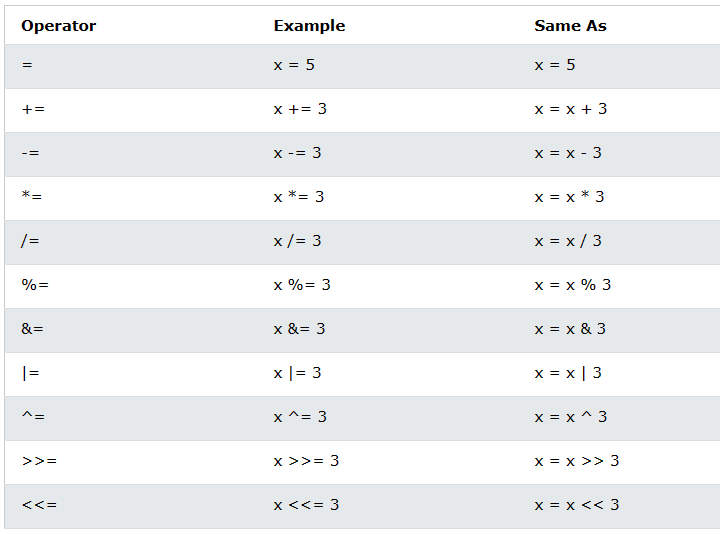 Operator Example Same As
= x = 5 x = 5
+= x += 3 x = x + 3
-= x -= 3 x = x - 3
*= x *= 3 x = x * 3
/= x /= 3 x = x / 3
%= x %= 3 x = x % 3
&= x &= 3 x = x & 3
|= x |= 3 x = x | 3
^= x ^= 3 x = x ^ 3
>>= x >>= 3 x = x >> 3
<<= x <<= 3 x = x << 3